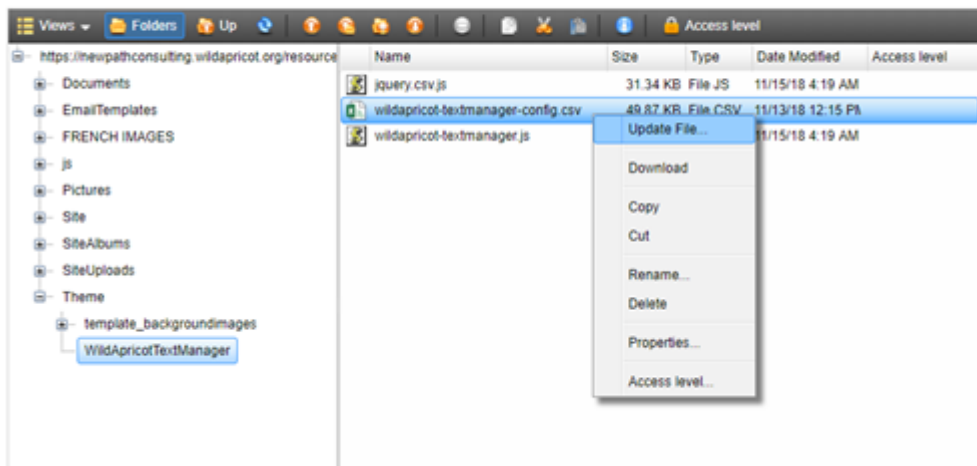 Views Folders Up Access level
https://newpathconsulting.wildapricot.org/resource
Documents
EmailTemplates
FRENCH IMAGES
js
Pictures
Site
SiteAlbums
SiteUploads
Theme
template_backgroundimages
WildApricotTextManager
Name Size Type Date Modified Access level
jquery.csv.js 31.34 KB File JS 11/15/18 4:19 AM
wildapricot-textmanager-config.csv 49.87 KB File CSV 11/13/18 12:15 PM
wildapricot-textmanager.js 11/15/18 4:19 AM
Update File...
Download
Copy
Cut
Rename...
Delete
Properties...
Access level...